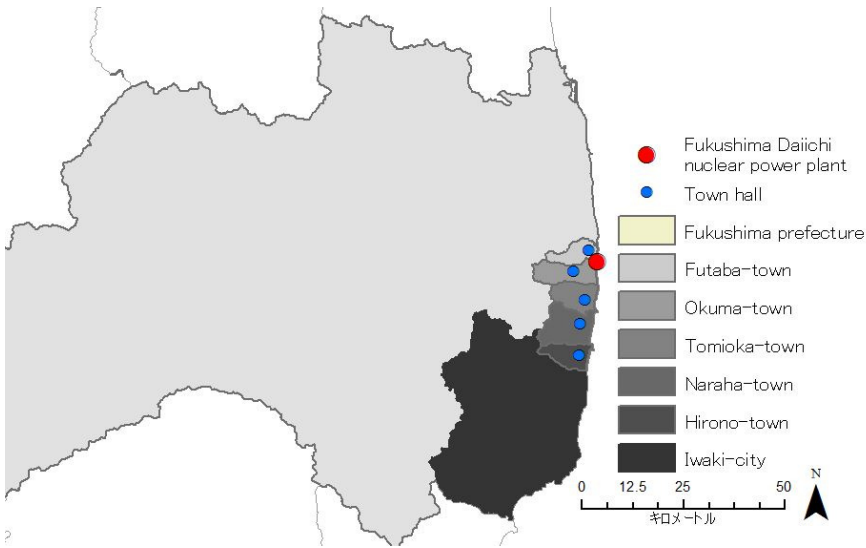 Fukushima Daiichi
nuclear power plant
Town hall
Fukushima prefecture
Futaba-town
Okuma-town
Tomioka-town
Naraha-town
Hirono-town
Iwaki-city
0 12.5 25 50
キロメートル
N